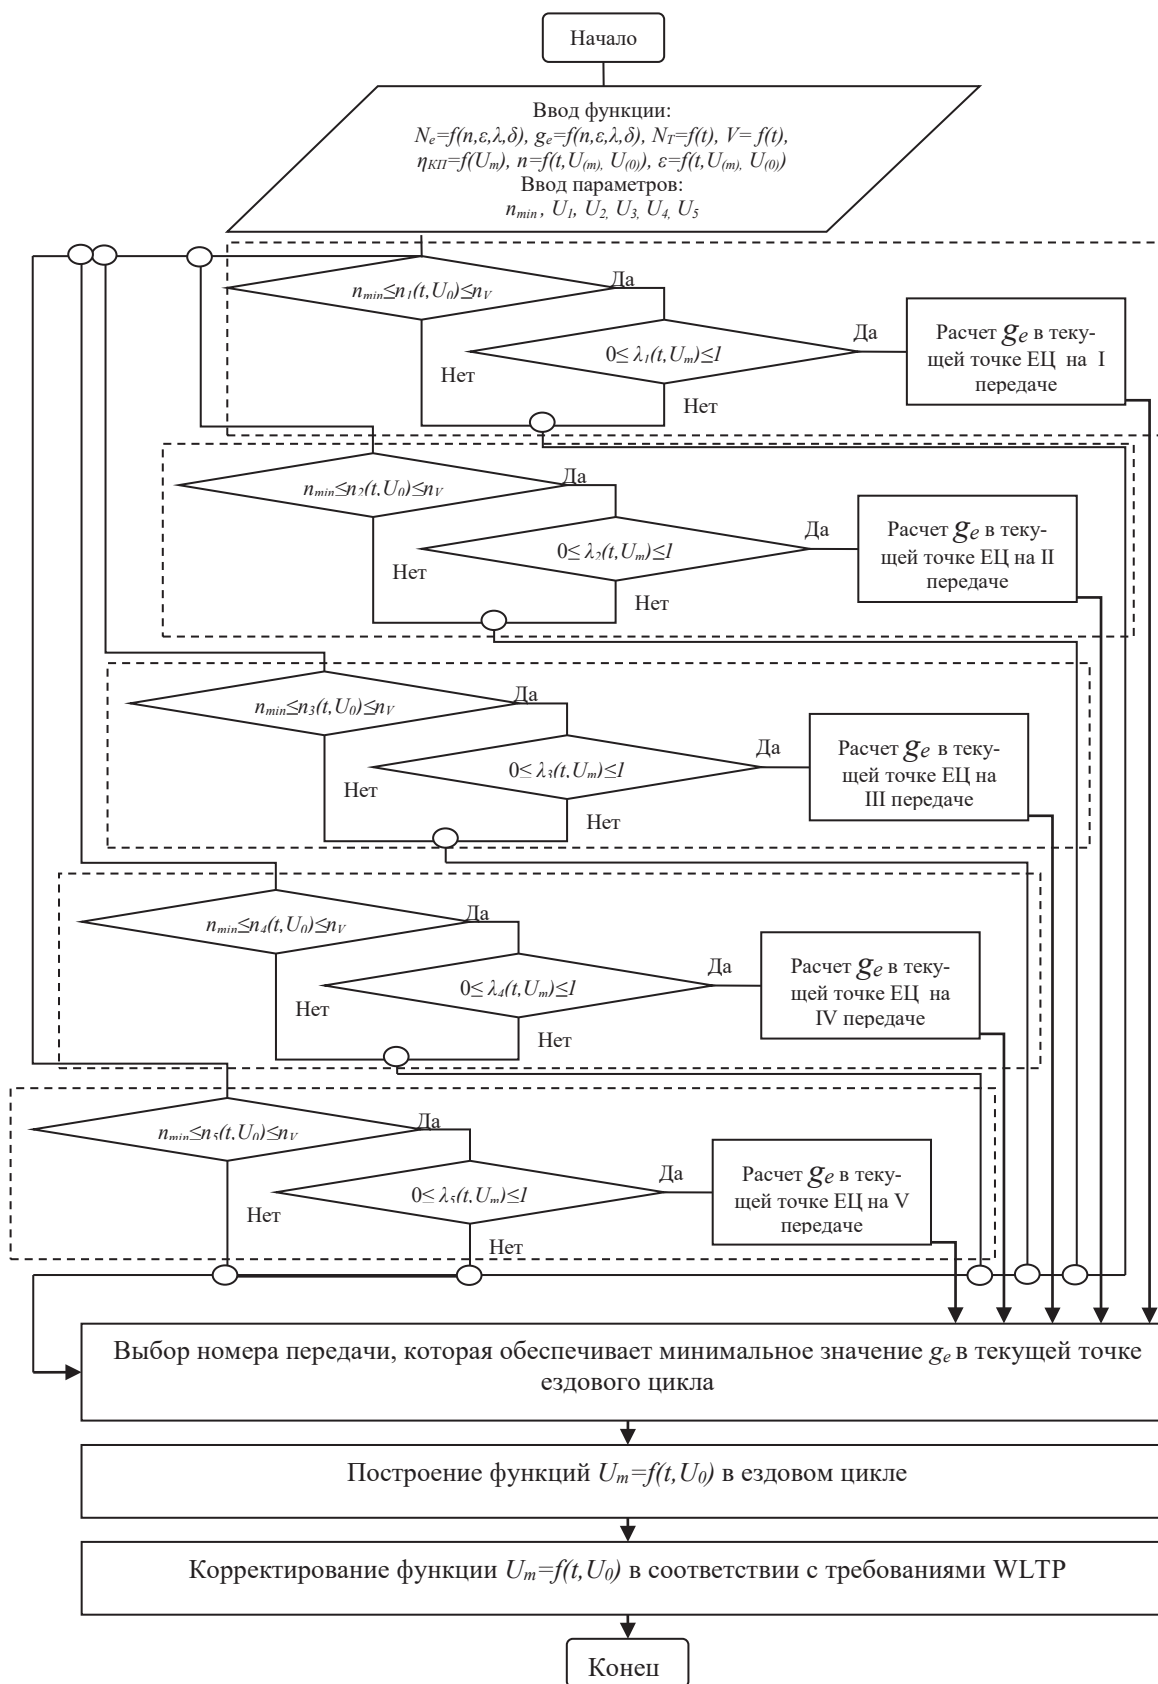 Начало
Ввод функции:
Nₑ=f(n,ε,λ,δ), gₑ=f(n,ε,λ,δ), N_T=f(t), V= f(t),
η_КП=f(U_m), n=f(t,U_(m), U_(0)), ε=f(t,U_(m), U_(0))
Ввод параметров:
n_min , U₁, U₂, U₃, U₄, U₅
n_min≤n₁(t,U₀)≤n_V
Да
0≤ λ₁(t,U_m)≤1
Да
Расчет gₑ в теку-
щей точке ЕЦ на I
передаче
Нет
Нет
n_min≤n₂(t,U₀)≤n_V
Да
0≤ λ₂(t,U_m)≤1
Да
Расчет gₑ в теку-
щей точке ЕЦ на II
передаче
Нет
Нет
n_min≤n₃(t,U₀)≤n_V
Да
0≤ λ₃(t,U_m)≤1
Да
Расчет gₑ в теку-
щей точке ЕЦ на
III передаче
Нет
Нет
n_min≤n₄(t,U₀)≤n_V
Да
0≤ λ₄(t,U_m)≤1
Да
Расчет gₑ в теку-
щей точке ЕЦ на
IV передаче
Нет
Нет
n_min≤n₅(t,U₀)≤n_V
Да
0≤ λ₅(t,U_m)≤1
Да
Расчет gₑ в теку-
щей точке ЕЦ на V
передаче
Нет
Нет
Выбор номера передачи, которая обеспечивает минимальное значение gₑ в текущей точке
ездового цикла
Построение функций U_m=f(t,U₀) в ездовом цикле
Корректирование функции U_m=f(t,U₀) в соответствии с требованиями WLTP
Конец